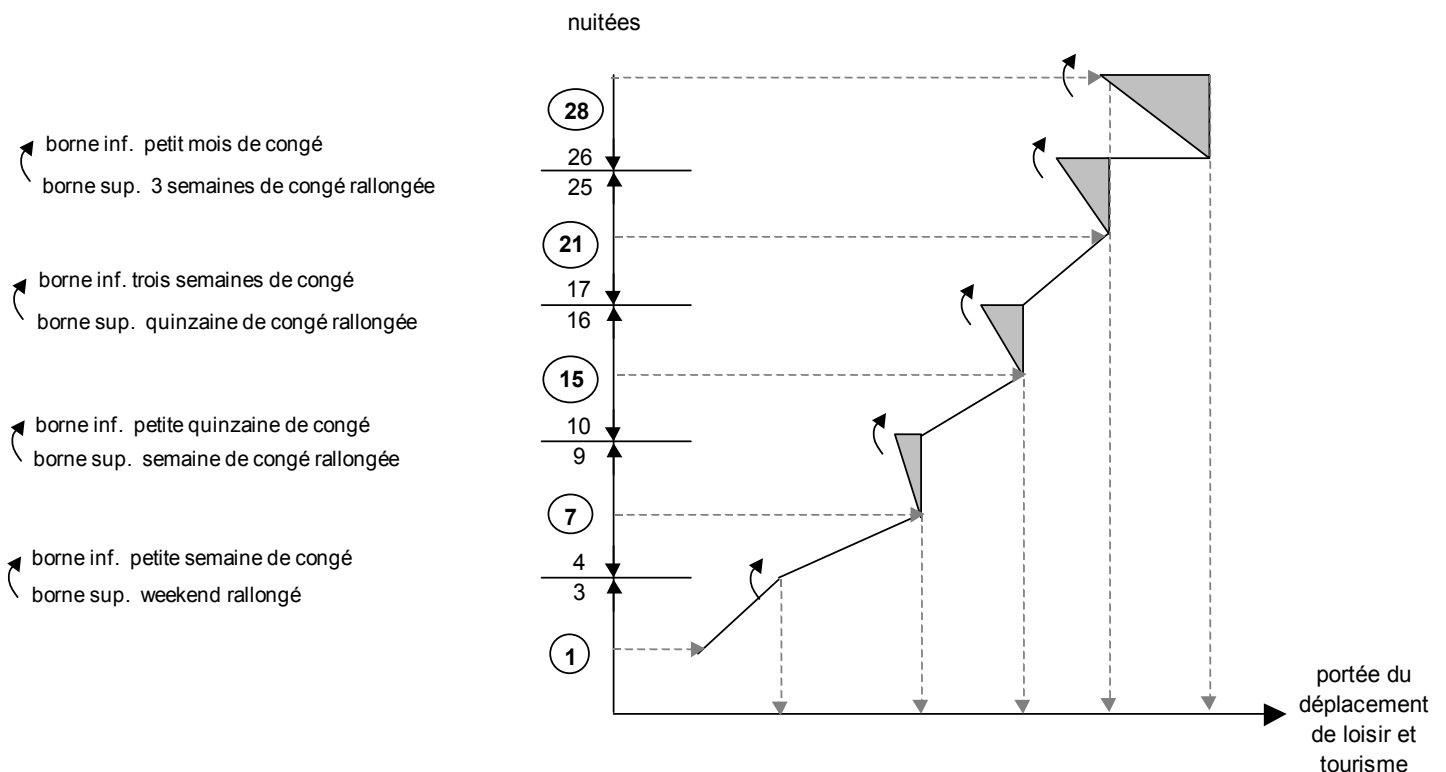 nuitées
28
borne inf. petit mois de congé
26
borne sup. 3 semaines de congé rallongée
25
21
borne inf. trois semaines de congé
17
borne sup. quinzaine de congé rallongée
16
15
borne inf. petite quinzaine de congé
10
borne sup. semaine de congé rallongée
9
7
borne inf. petite semaine de congé
4
borne sup. weekend rallongé
3
1
portée du
déplacement
de loisir et
tourisme